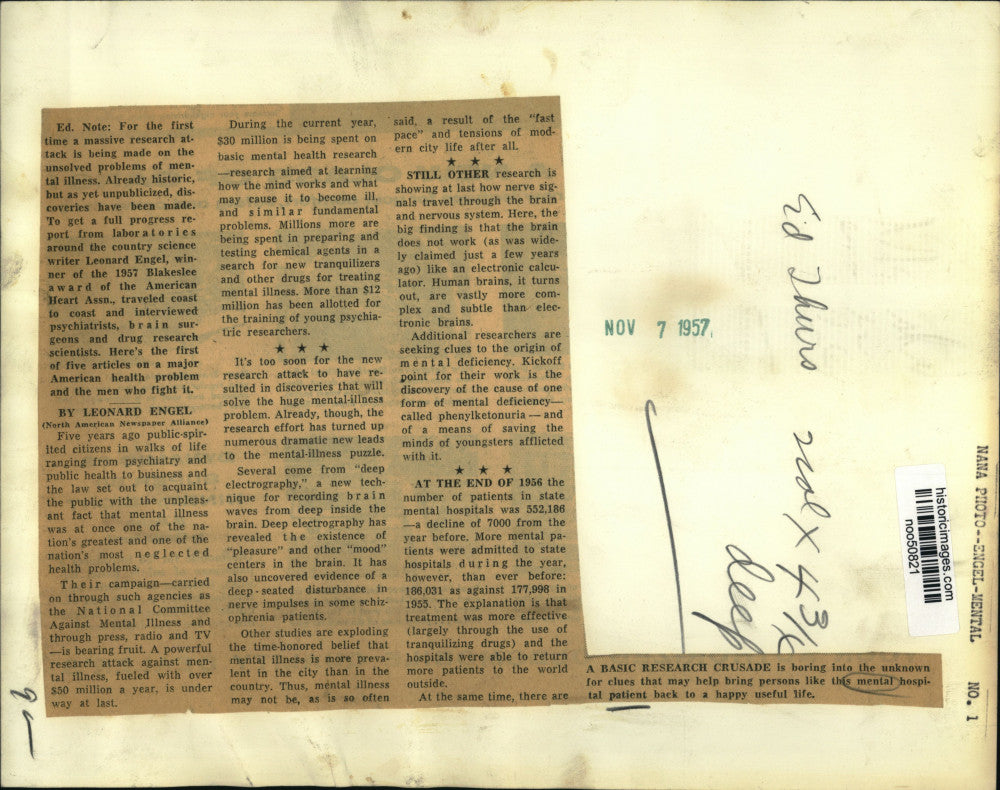 Ed. Note: For the first
time a massive research at-
tack is being made on the
unsolved problems of men-
tal illness. Already historic,
but as yet unpublicized, dis-
coveries have been made.
To get a full progress re-
port from laboratories
around the country science
writer Leonard Engel, win-
ner of the 1957 Blakeslee
award of the American
Heart Assn., traveled coast
to coast and interviewed
psychiatrists, brain sur-
geons and drug research
scientists. Here's the first
of five articles on a major
American health problem
and the men who fight it.
BY LEONARD ENGEL
(North American Newspaper Alliance)
Five years ago public-spir-
ited citizens in walks of life
ranging from psychiatry and
public health to business and
the law set out to acquaint
the public with the unpleas-
ant fact that mental illness
was at once one of the na-
tion's greatest and one of the
nation's most neglected
health problems.
Their campaign—carried
on through such agencies as
the National Committee
Against Mental Illness and
through press, radio and TV
—is bearing fruit. A powerful
research attack against men-
tal illness, fueled with over
$50 million a year, is under
way at last.
During the current year,
$30 million is being spent on
basic mental health research
—research aimed at learning
how the mind works and what
may cause it to become ill,
and similar fundamental
problems. Millions more are
being spent in preparing and
testing chemical agents in a
search for new tranquilizers
and other drugs for treating
mental illness. More than $12
million has been allotted for
the training of young psychia-
tric researchers.
★ ★ ★
It's too soon for the new
research attack to have re-
sulted in discoveries that will
solve the huge mental-illness
problem. Already, though, the
research effort has turned up
numerous dramatic new leads
to the mental-illness puzzle.
Several come from "deep
electrography," a new tech-
nique for recording brain
waves from deep inside the
brain. Deep electrography has
revealed the existence of
"pleasure" and other "mood"
centers in the brain. It has
also uncovered evidence of a
deep-seated disturbance in
nerve impulses in some schiz-
ophrenia patients.
Other studies are exploding
the time-honored belief that
mental illness is more preva-
lent in the city than in the
country. Thus, mental illness
may not be, as is so often
said, a result of the "fast
pace" and tensions of mod-
ern city life after all.
★ ★ ★
STILL OTHER research is
showing at last how nerve sig-
nals travel through the brain
and nervous system. Here, the
big finding is that the brain
does not work (as was wide-
ly claimed just a few years
ago) like an electronic calcu-
lator. Human brains, it turns
out, are vastly more com-
plex and subtle than elec-
tronic brains.
Additional researchers are
seeking clues to the origin of
mental deficiency. Kickoff
point for their work is the
discovery of the cause of one
form of mental deficiency—
called phenylketonuria — and
of a means of saving the
minds of youngsters afflicted
with it.
★ ★ ★
AT THE END OF 1956 the
number of patients in state
mental hospitals was 552,186
—a decline of 7000 from the
year before. More mental pa-
tients were admitted to state
hospitals during the year,
however, than ever before:
186,031 as against 177,998 in
1955. The explanation is that
treatment was more effective
(largely through the use of
tranquilizing drugs) and the
hospitals were able to return
more patients to the world
outside.
At the same time, there are
A BASIC RESEARCH CRUSADE is boring into the unknown
for clues that may help bring persons like this mental hospi-
tal patient back to a happy useful life.
NOV 7 1957
Ed Thurs
2 col x 4 3/4
deep
historicimages.com
noo50821
NANA PHOTO--ENGEL-MENTAL NO. 1